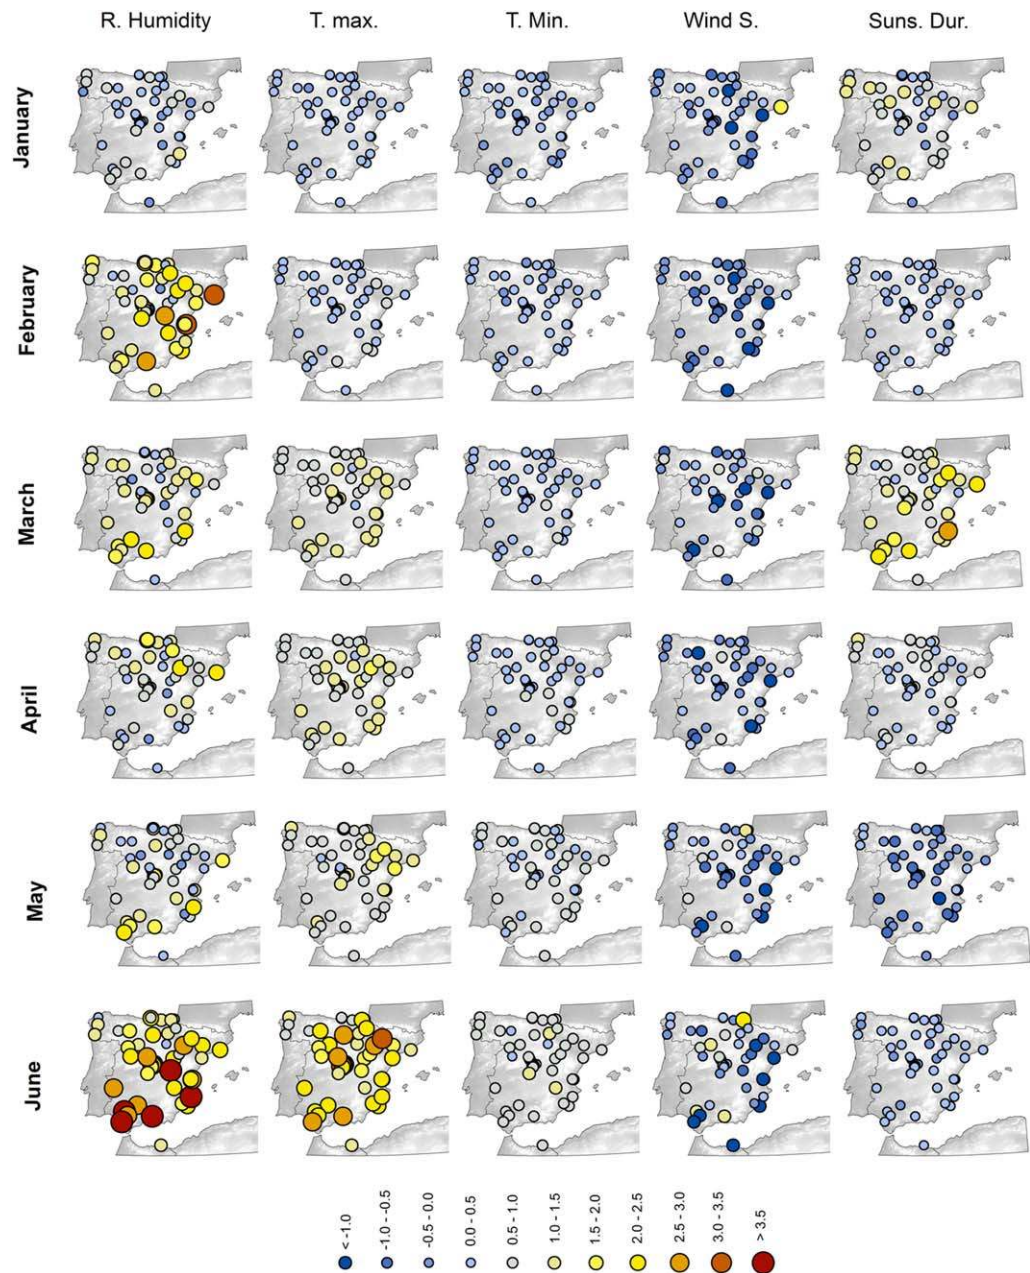 R. Humidity T. max. T. Min. Wind S. Suns. Dur.
January
February
March
April
May
June
< -1.0
-1.0 - -0.5
-0.5 - 0.0
0.0 - 0.5
0.5 - 1.0
1.0 - 1.5
1.5 - 2.0
2.0 - 2.5
2.5 - 3.0
3.0 - 3.5
> 3.5